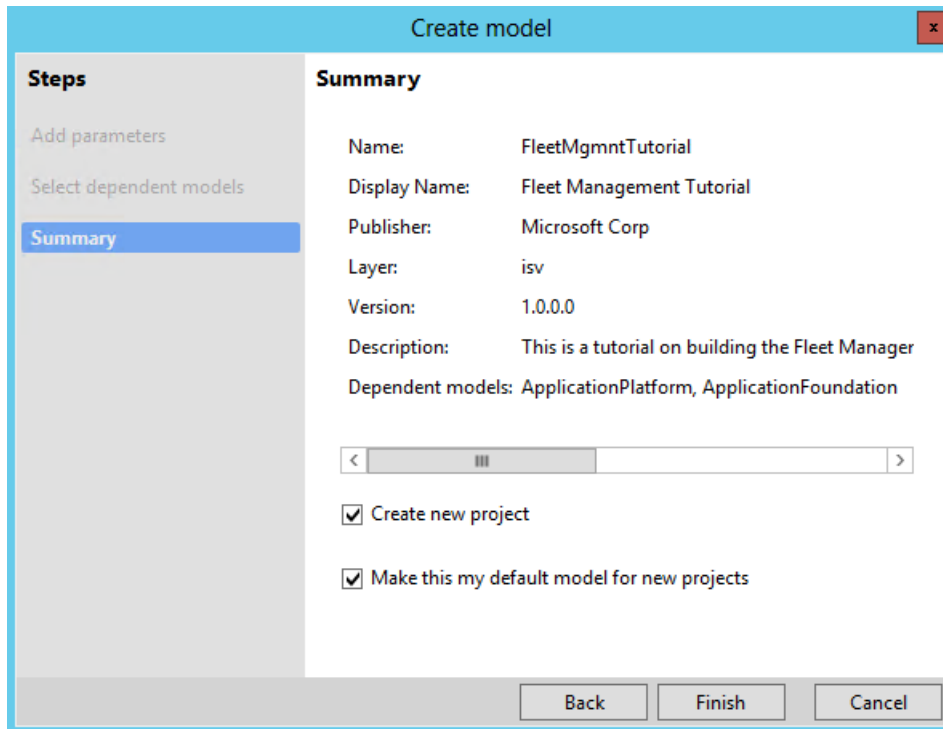 Create model
x
Steps
Add parameters
Select dependent models
Summary
Summary
Name: FleetMgmntTutorial
Display Name: Fleet Management Tutorial
Publisher: Microsoft Corp
Layer: isv
Version: 1.0.0.0
Description: This is a tutorial on building the Fleet Manager
Dependent models: ApplicationPlatform, ApplicationFoundation
Create new project
Make this my default model for new projects
Back Finish Cancel